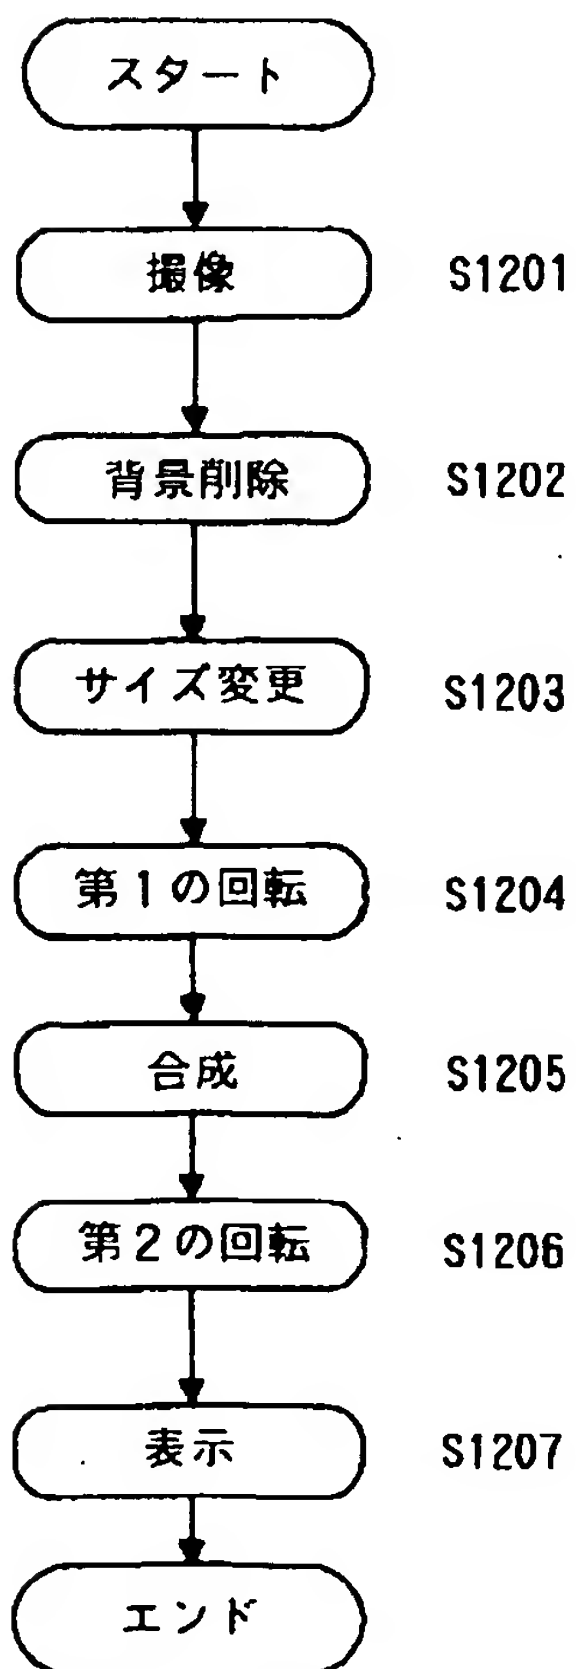 スタート
撮像 S1201
背景削除 S1202
サイズ変更 S1203
第1の回転 S1204
合成 S1205
第2の回転 S1206
表示 S1207
エンド